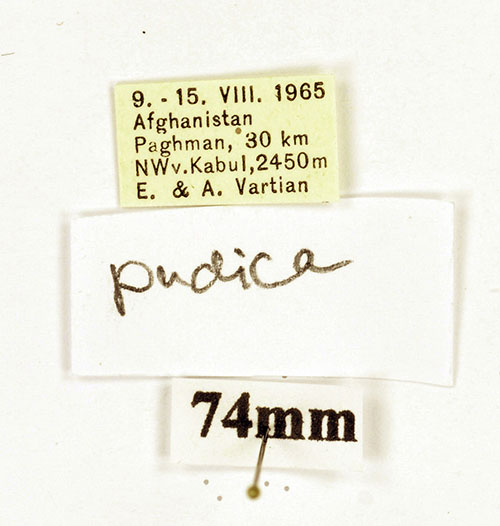 9. - 15. VIII. 1965
Afghanistan
Paghman, 30 km
NWv.Kabul,2450m
E. & A. Vartian
pudica
74mm